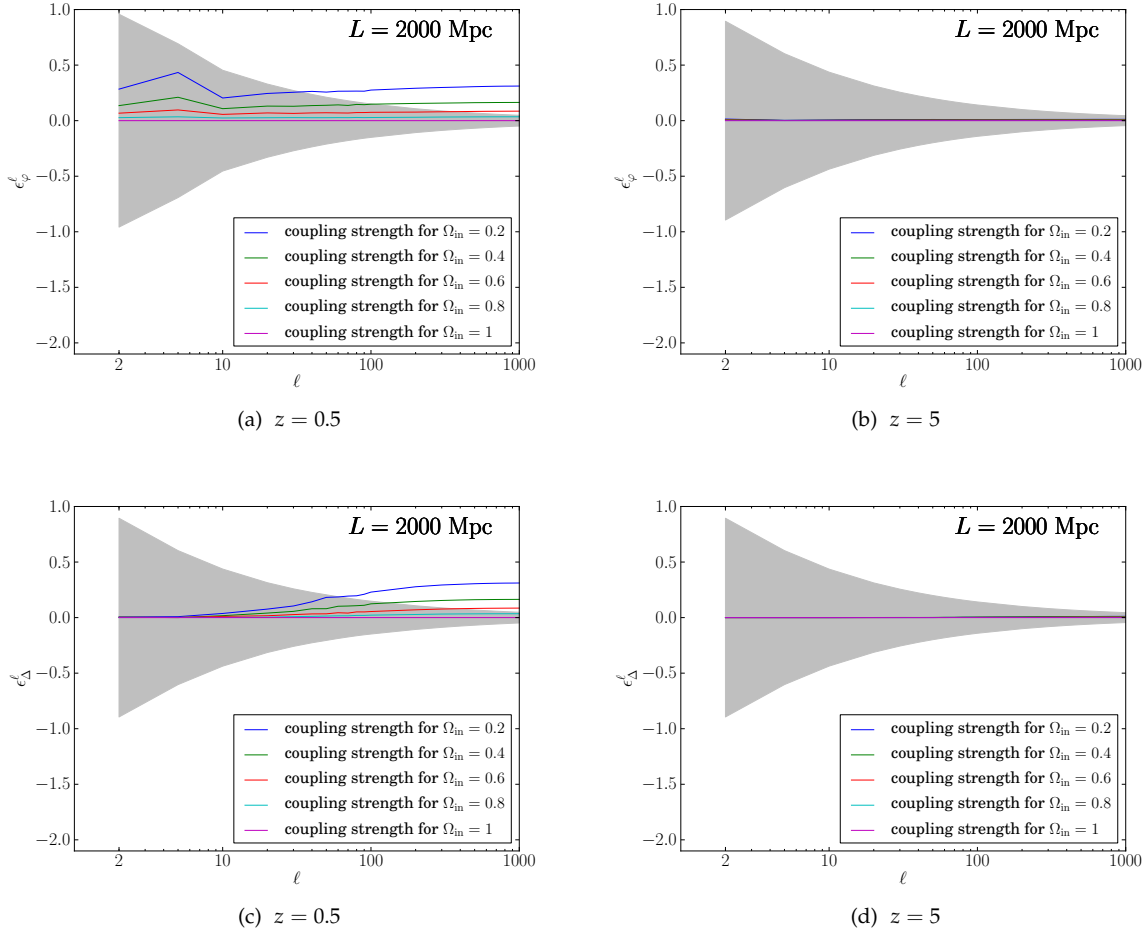 1.0
0.5
0.0
−0.5
−1.0
−1.5
−2.0
ϵ^ℓ_φ
L = 2000 Mpc
coupling strength for Ω_in = 0.2
coupling strength for Ω_in = 0.4
coupling strength for Ω_in = 0.6
coupling strength for Ω_in = 0.8
coupling strength for Ω_in = 1
2 10 100 1000
ℓ
(a) z = 0.5
1.0
0.5
0.0
−0.5
−1.0
−1.5
−2.0
ϵ^ℓ_φ
L = 2000 Mpc
coupling strength for Ω_in = 0.2
coupling strength for Ω_in = 0.4
coupling strength for Ω_in = 0.6
coupling strength for Ω_in = 0.8
coupling strength for Ω_in = 1
2 10 100 1000
ℓ
(b) z = 5
1.0
0.5
0.0
−0.5
−1.0
−1.5
−2.0
ϵ^ℓ_Δ
L = 2000 Mpc
coupling strength for Ω_in = 0.2
coupling strength for Ω_in = 0.4
coupling strength for Ω_in = 0.6
coupling strength for Ω_in = 0.8
coupling strength for Ω_in = 1
2 10 100 1000
ℓ
(c) z = 0.5
1.0
0.5
0.0
−0.5
−1.0
−1.5
−2.0
ϵ^ℓ_Δ
L = 2000 Mpc
coupling strength for Ω_in = 0.2
coupling strength for Ω_in = 0.4
coupling strength for Ω_in = 0.6
coupling strength for Ω_in = 0.8
coupling strength for Ω_in = 1
2 10 100 1000
ℓ
(d) z = 5